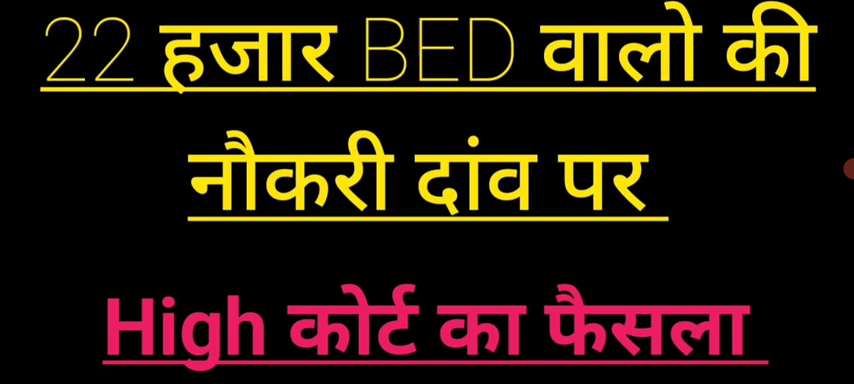 22 हजार BED वालो की
नौकरी दांव पर
High कोर्ट का फैसला